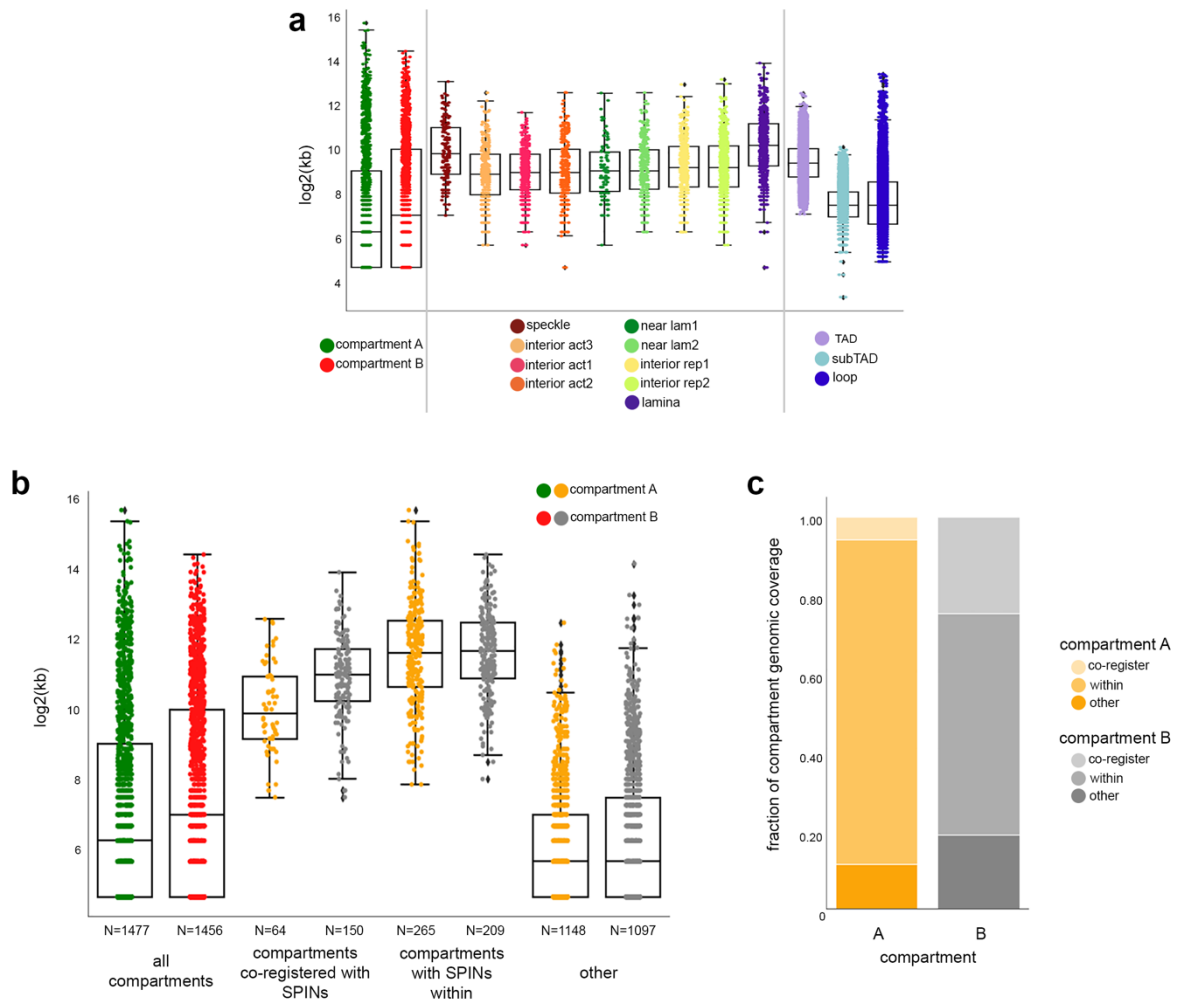 a
16
14
12
10
8
6
4
log2(kb)
compartment A
compartment B
speckle
interior act3
interior act1
interior act2
near lam1
near lam2
interior rep1
interior rep2
lamina
TAD
subTAD
loop
b
16
14
12
10
8
6
log2(kb)
compartment A
compartment B
N=1477
N=1456
N=64
N=150
N=265
N=209
N=1148
N=1097
all
compartments
compartments
co-registered with
SPINs
compartments
with SPINs
within
other
c
1.00
0.80
0.60
0.40
0.20
0
fraction of compartment genomic coverage
A
B
compartment
compartment A
co-register
within
other
compartment B
co-register
within
other